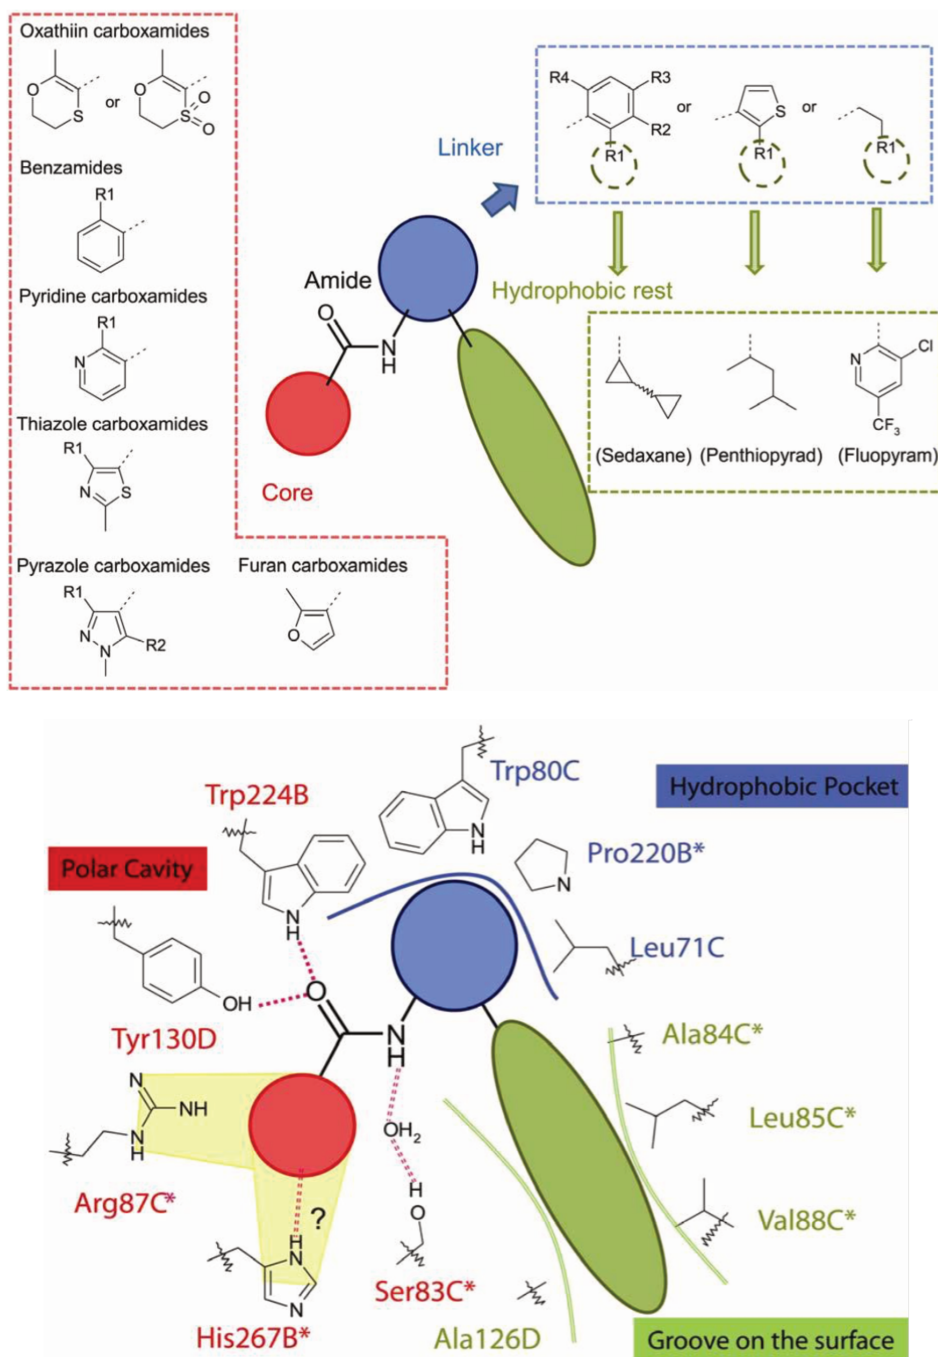 Oxathiin carboxamides
O
S
or
O
S
O
O
Benzamides
R1
Pyridine carboxamides
R1
N
Thiazole carboxamides
R1
N
S
Pyrazole carboxamides
R1
N
N
R2
Furan carboxamides
O
Linker
R4
R3
R2
R1
or
S
R1
or
R1
Amide
O
N
H
Hydrophobic rest
Core
Cl
N
CF3
(Sedaxane) (Penthiopyrad) (Fluopyram)
Trp80C
N
H
Hydrophobic Pocket
Trp224B
N
H
Pro220B*
N
Polar Cavity
Leu71C
OH
O
Tyr130D
N
H
Ala84C*
N
NH
N
H
OH2
Leu85C*
Arg87C*
H
O
?
Val88C*
H
N
N
Ser83C*
His267B*
Ala126D
Groove on the surface